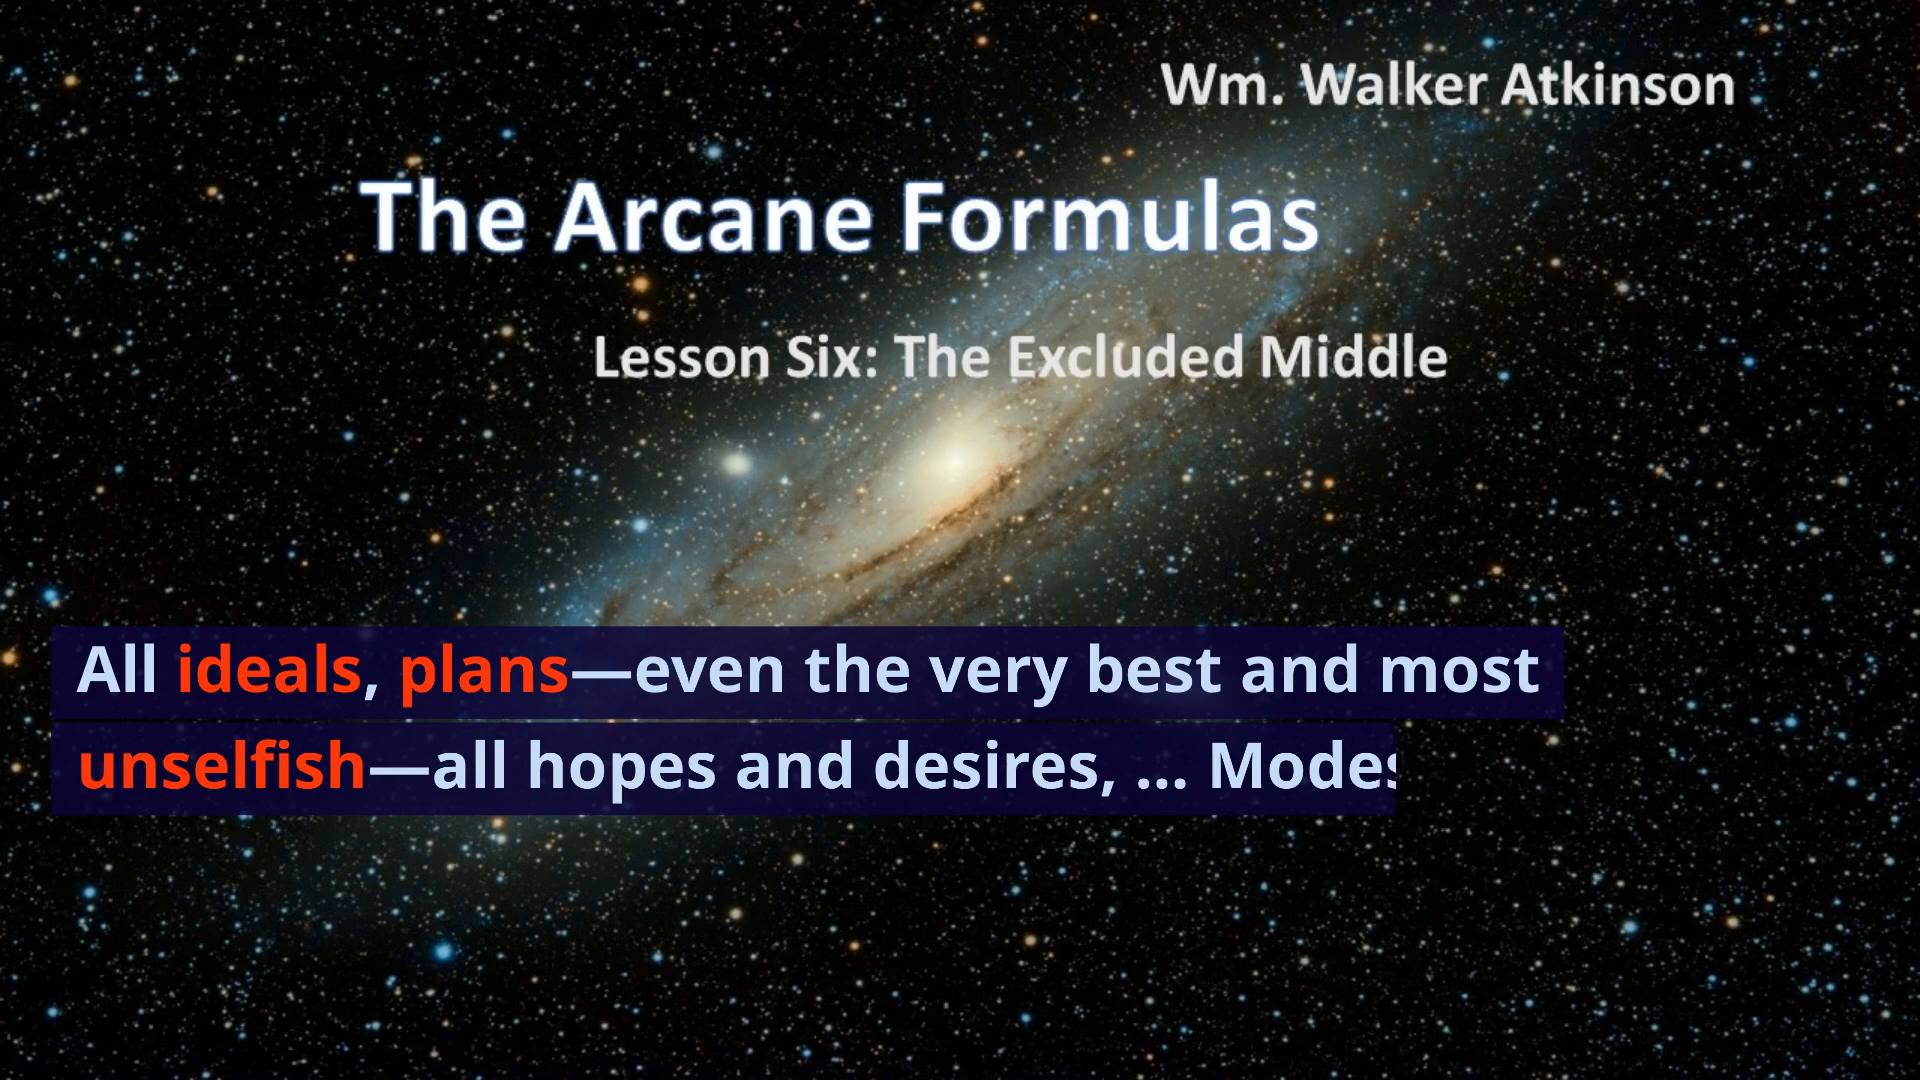 Wm. Walker Atkinson
The Arcane Formulas
Lesson Six: The Excluded Middle
All ideals, plans—even the very best and most
unselfish—all hopes and desires, ...